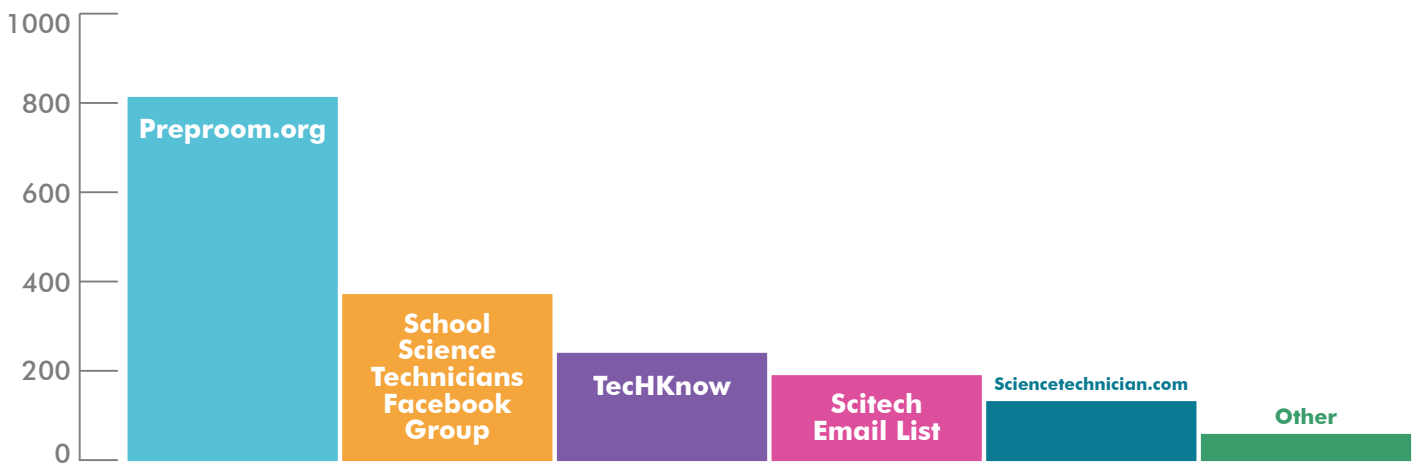 1000
800
600
400
200
0
Preproom.org
School
Science
Technicians
Facebook
Group
TecHKnow
Scitech
Email List
Sciencetechnician.com
Other